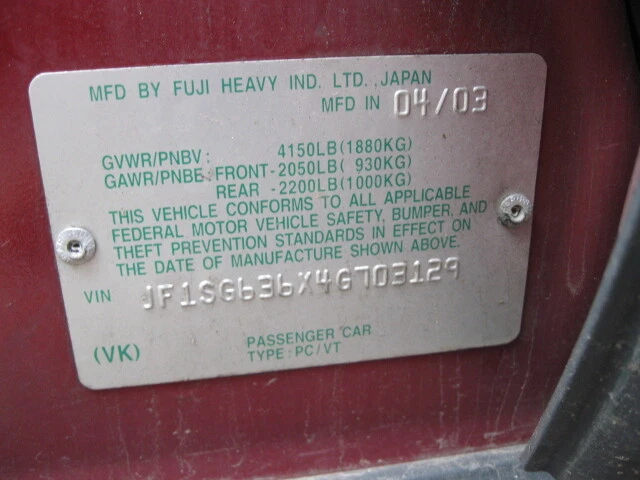 MFD BY FUJI HEAVY IND. LTD., JAPAN
MFD IN 04/03
GVWR/PNBV: 4150LB(1880KG)
GAWR/PNBE: FRONT-2050LB( 930KG)
REAR -2200LB(1000KG)
THIS VEHICLE CONFORMS TO ALL APPLICABLE
FEDERAL MOTOR VEHICLE SAFETY, BUMPER, AND
THEFT PREVENTION STANDARDS IN EFFECT ON
THE DATE OF MANUFACTURE SHOWN ABOVE.
VIN JF1SG636X4G703129
(VK) PASSENGER CAR
TYPE: PC/VT